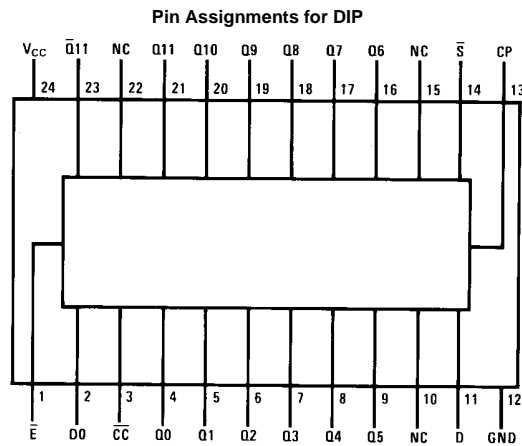 Pin Assignments for DIP
VCC Q̅11 NC Q11 Q10 Q9 Q8 Q7 Q6 NC S̅ CP
24 23 22 21 20 19 18 17 16 15 14 13
1 2 3 4 5 6 7 8 9 10 11 12
E̅ D0 C̅C̅ Q0 Q1 Q2 Q3 Q4 Q5 NC D GND